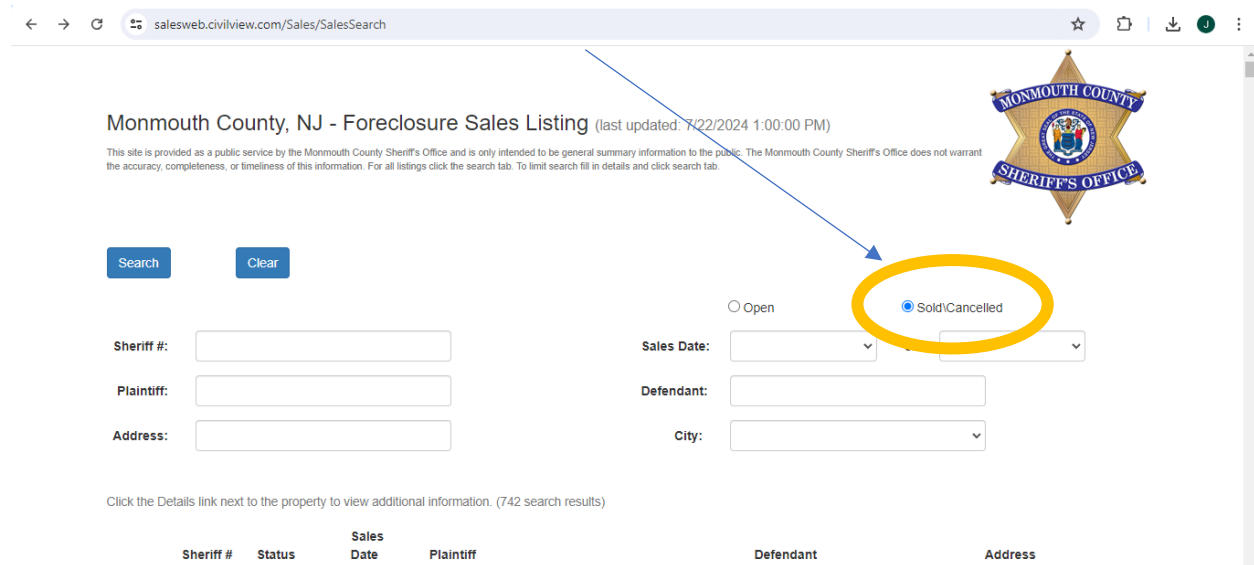 salesweb.civilview.com/Sales/SalesSearch
J
MONMOUTH COUNTY
SHERIFF'S OFFICE
Monmouth County, NJ - Foreclosure Sales Listing (last updated: 7/22/2024 1:00:00 PM)
This site is provided as a public service by the Monmouth County Sheriff's Office and is only intended to be general summary information to the public. The Monmouth County Sheriff's Office does not warrant
the accuracy, completeness, or timeliness of this information. For all listings click the search tab. To limit search fill in details and click search tab.
Search Clear
Open Sold\Cancelled
Sheriff #: Sales Date:
Plaintiff: Defendant:
Address: City:
Click the Details link next to the property to view additional information. (742 search results)
Sheriff # Status Sales Date Plaintiff Defendant Address